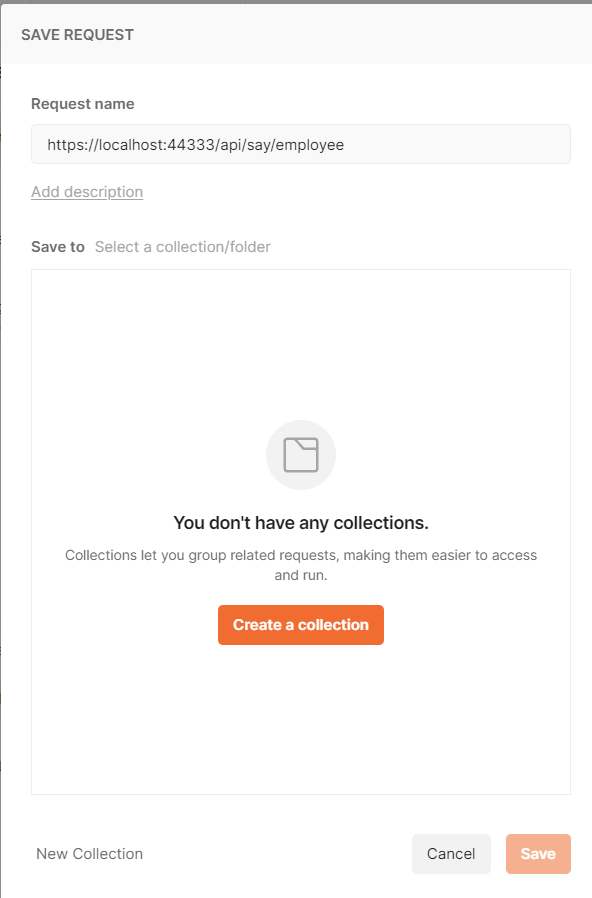 SAVE REQUEST
Request name
https://localhost:44333/api/say/employee
Add description
Save to Select a collection/folder
You don't have any collections.
Collections let you group related requests, making them easier to access
and run.
Create a collection
New Collection
Cancel
Save